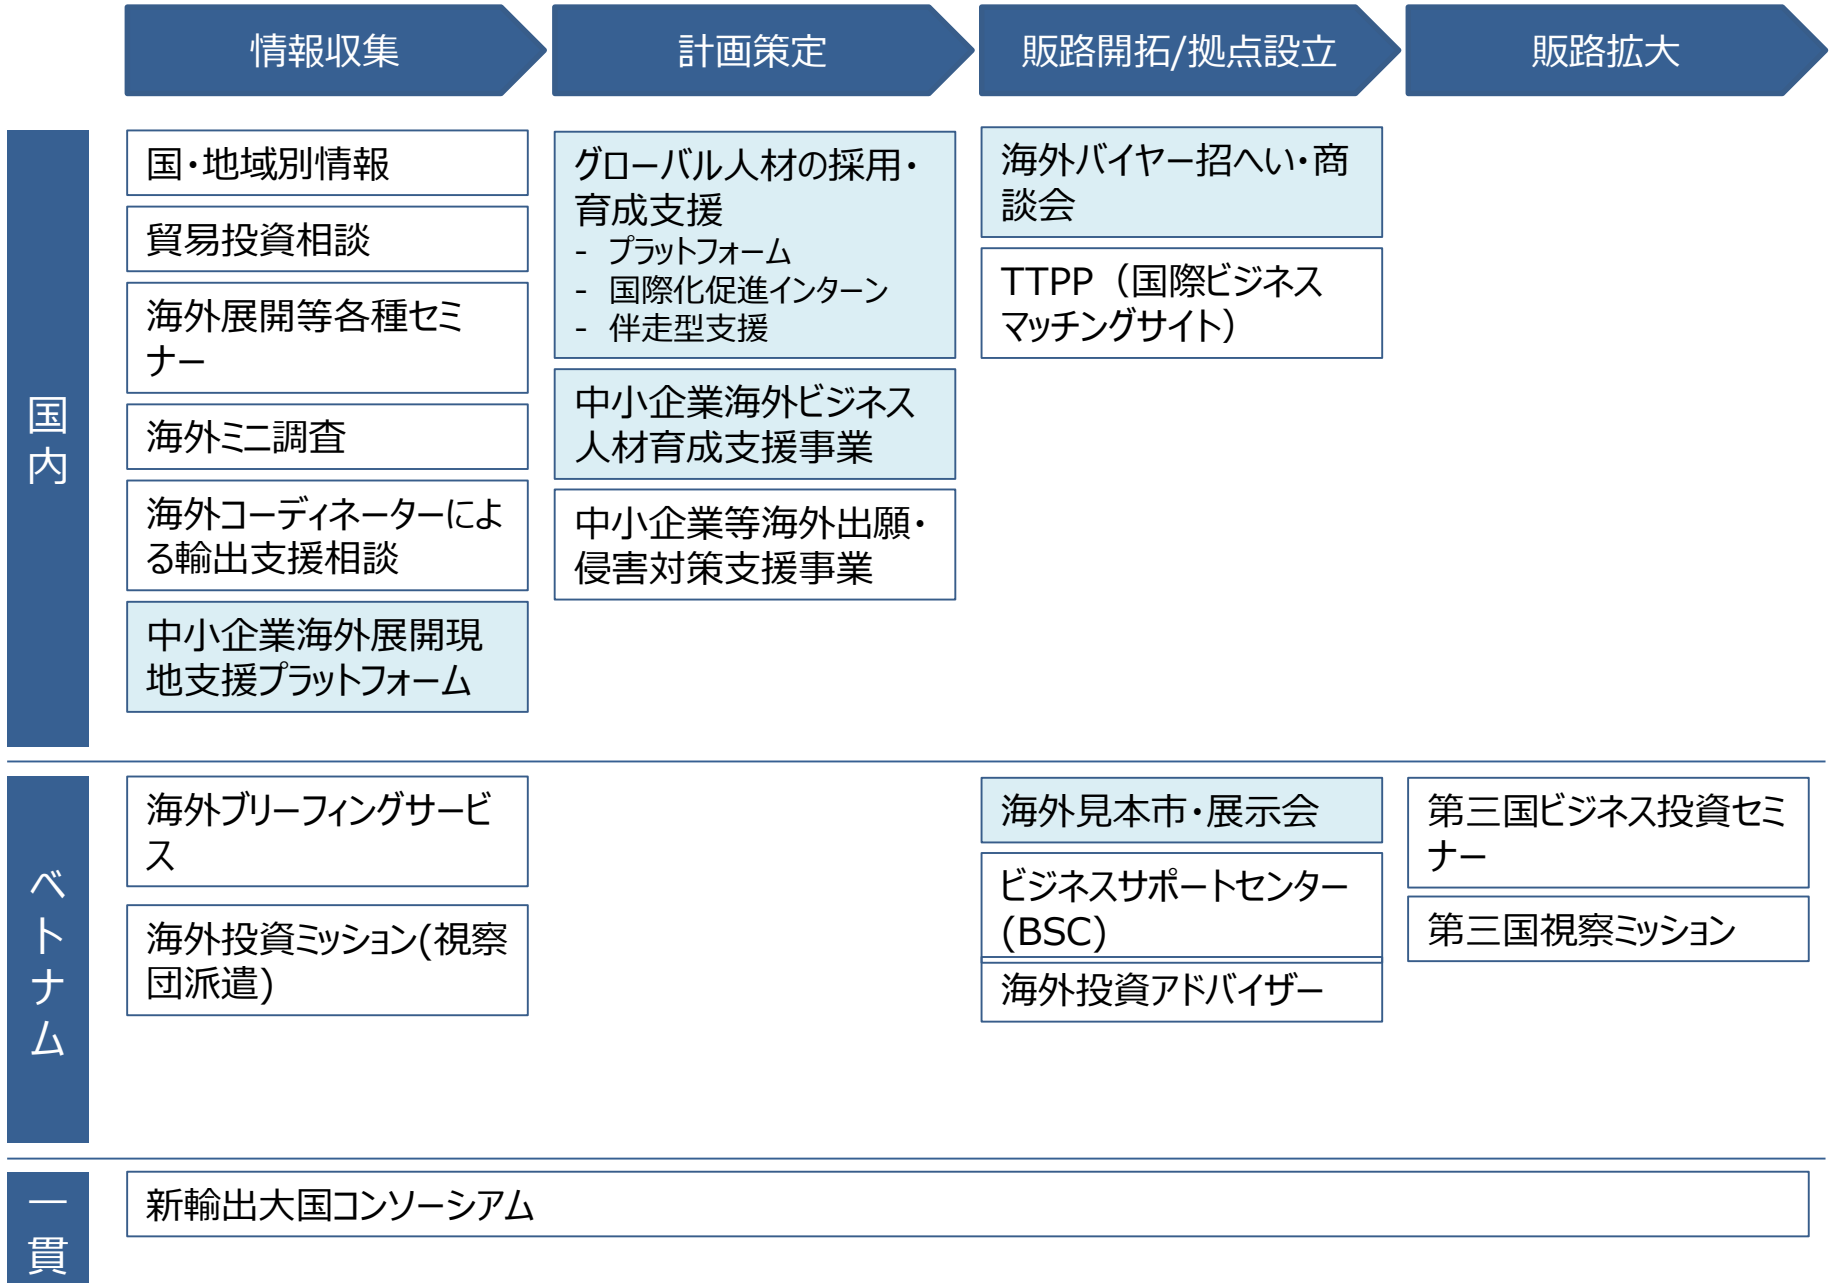 情報収集
計画策定
販路開拓/拠点設立
販路拡大
国内
国・地域別情報
貿易投資相談
海外展開等各種セミ
ナー
海外ミニ調査
海外コーディネーターによ
る輸出支援相談
中小企業海外展開現
地支援プラットフォーム
グローバル人材の採用・
育成支援
- プラットフォーム
- 国際化促進インターン
- 伴走型支援
中小企業海外ビジネス
人材育成支援事業
中小企業等海外出願・
侵害対策支援事業
海外バイヤー招へい・商
談会
TTPP（国際ビジネス
マッチングサイト）
ベトナム
海外ブリーフィングサービ
ス
海外投資ミッション(視察
団派遣)
海外見本市・展示会
ビジネスサポートセンター
(BSC)
海外投資アドバイザー
第三国ビジネス投資セミ
ナー
第三国視察ミッション
一貫
新輸出大国コンソーシアム